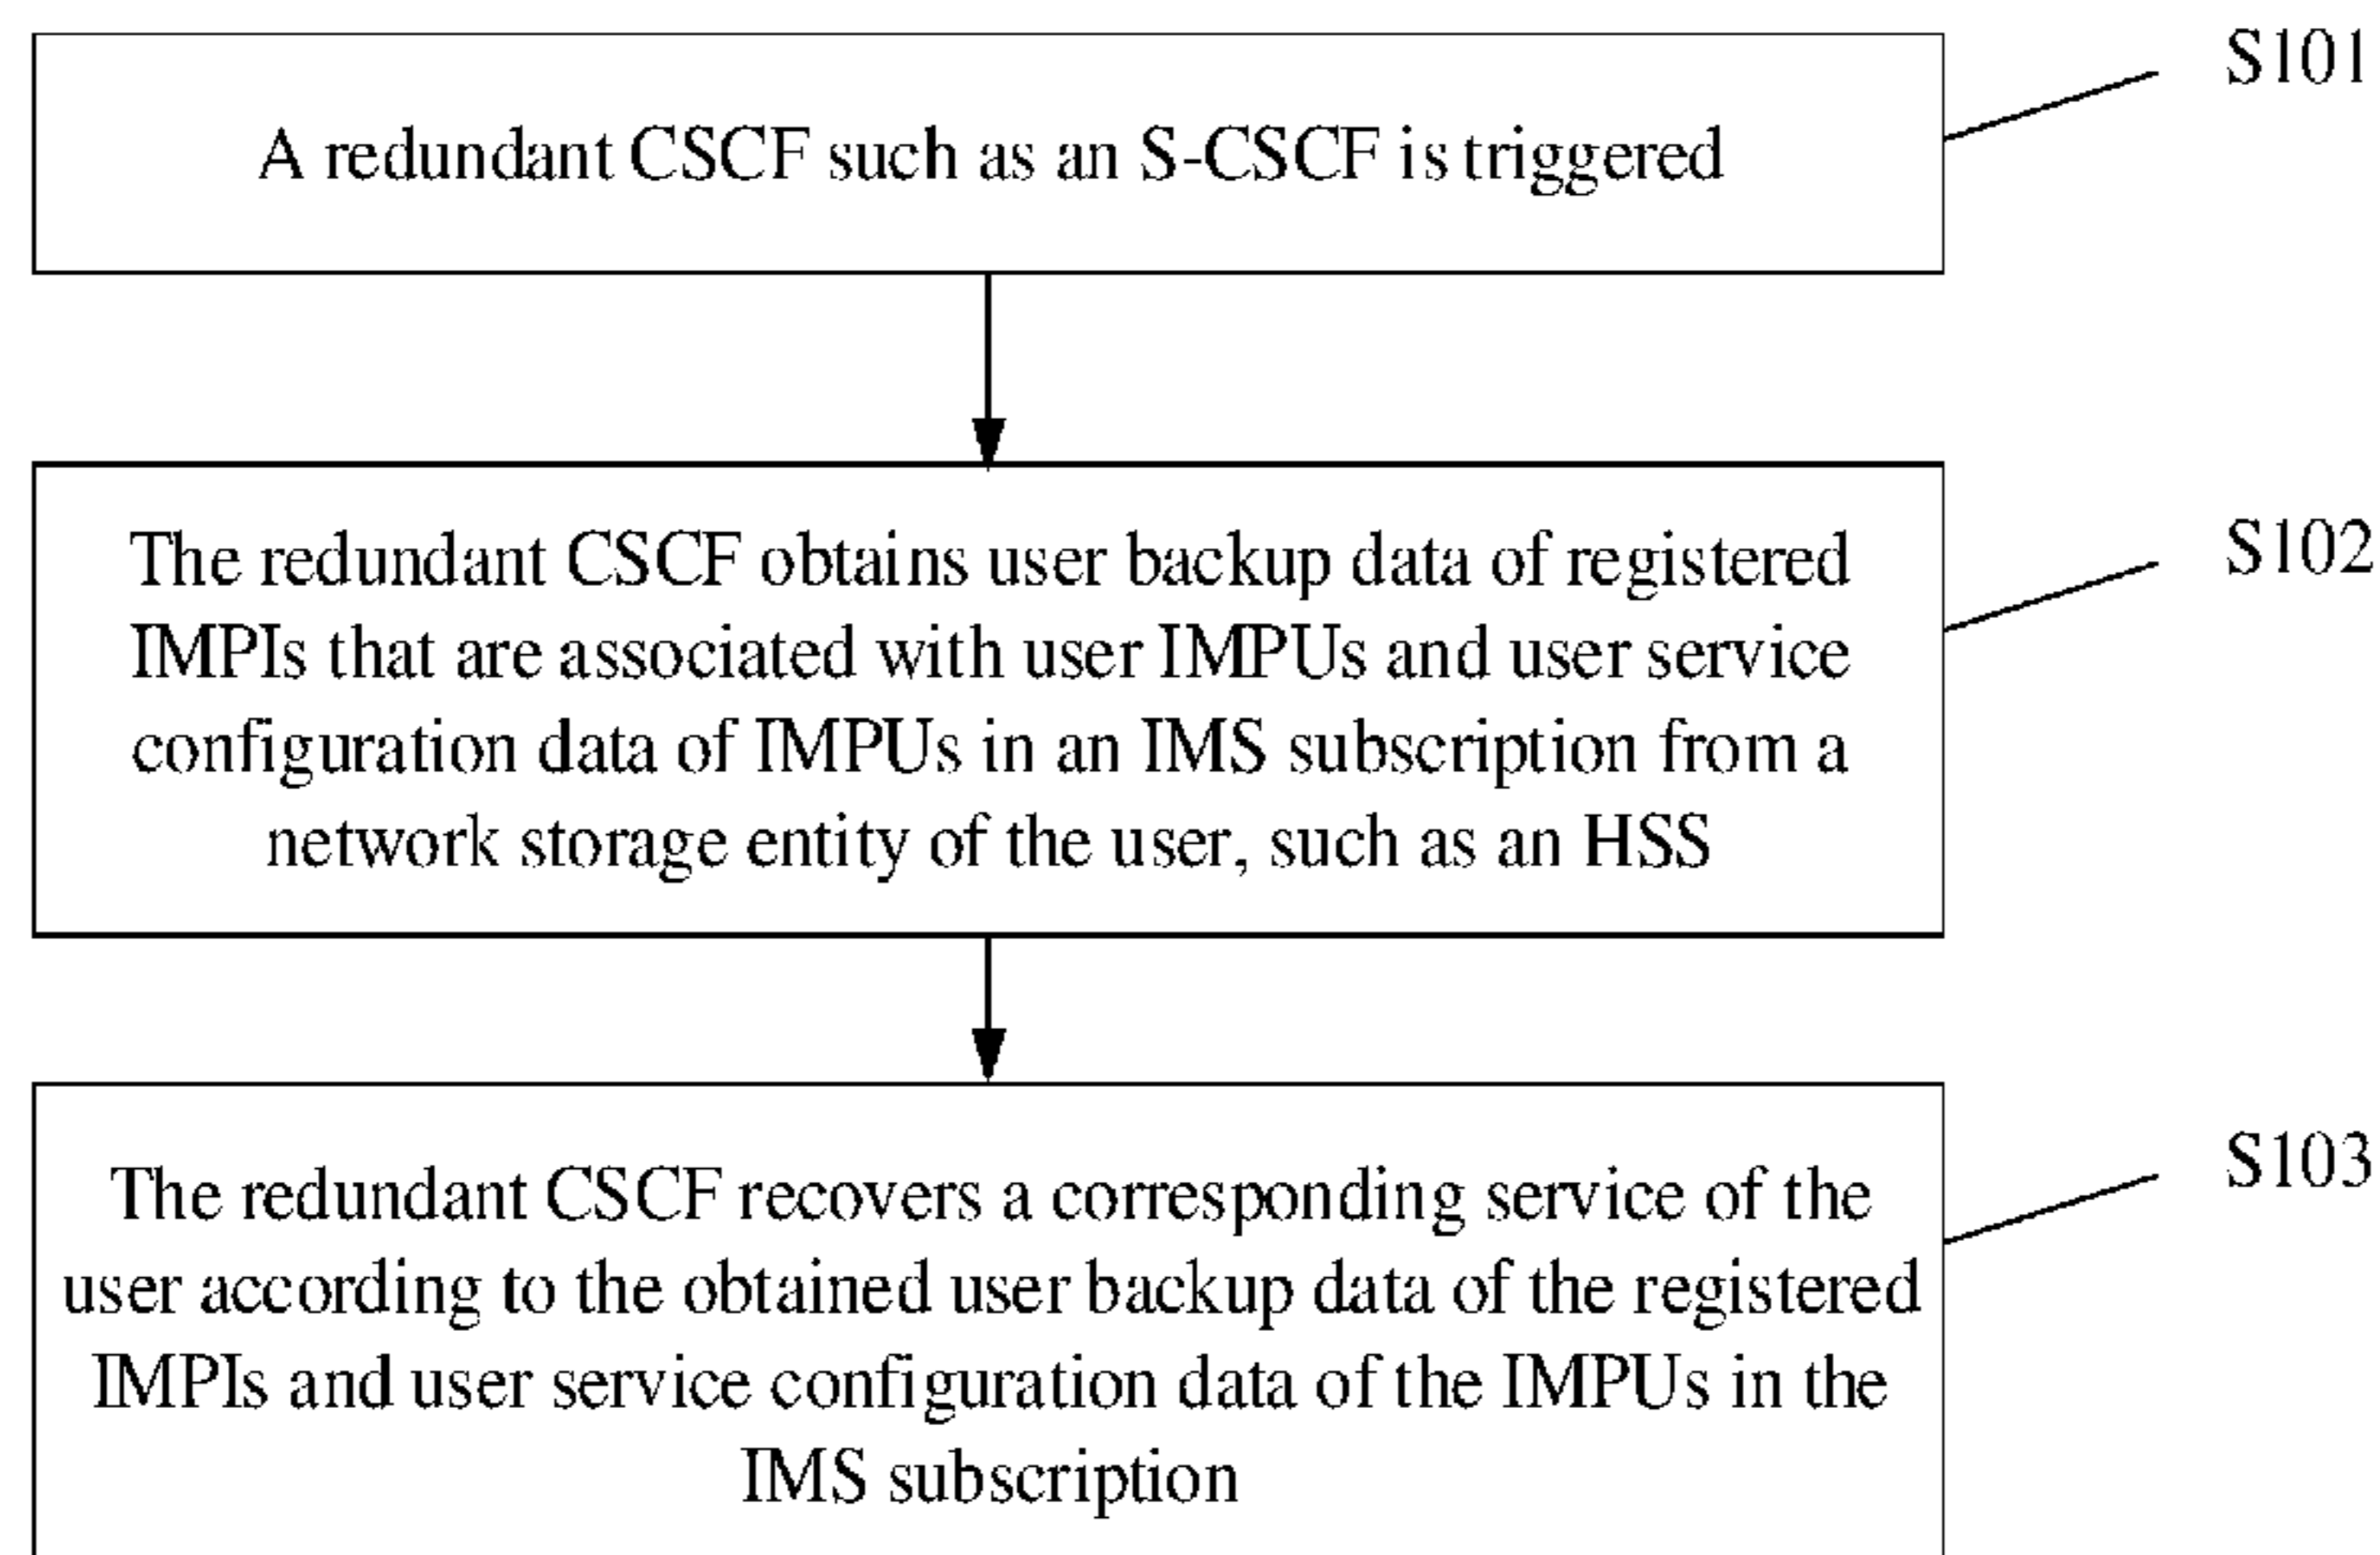 A redundant CSCF such as an S-CSCF is triggered
S101
The redundant CSCF obtains user backup data of registered
IMPIs that are associated with user IMPUs and user service
configuration data of IMPUs in an IMS subscription from a
network storage entity of the user, such as an HSS
S102
The redundant CSCF recovers a corresponding service of the
user according to the obtained user backup data of the registered
IMPIs and user service configuration data of the IMPUs in the
IMS subscription
S103